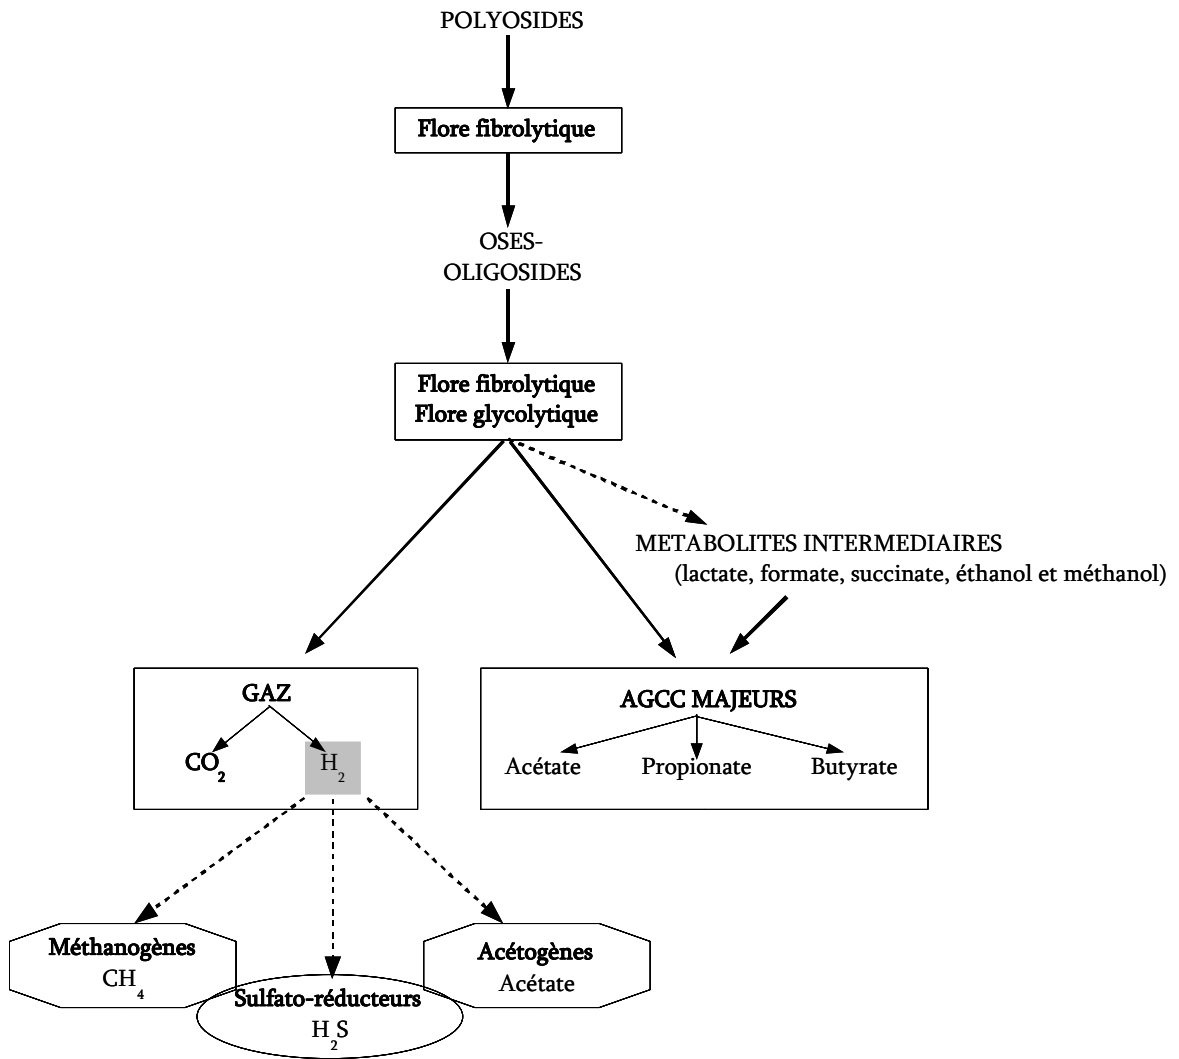 POLYOSIDES
Flore fibrolytique
OSES-
OLIGOSIDES
Flore fibrolytique
Flore glycolytique
METABOLITES INTERMEDIAIRES
(lactate, formate, succinate, éthanol et méthanol)
GAZ
CO2
H2
AGCC MAJEURS
Acétate Propionate Butyrate
Méthanogènes
CH4
Sulfato-réducteurs
H2S
Acétogènes
Acétate